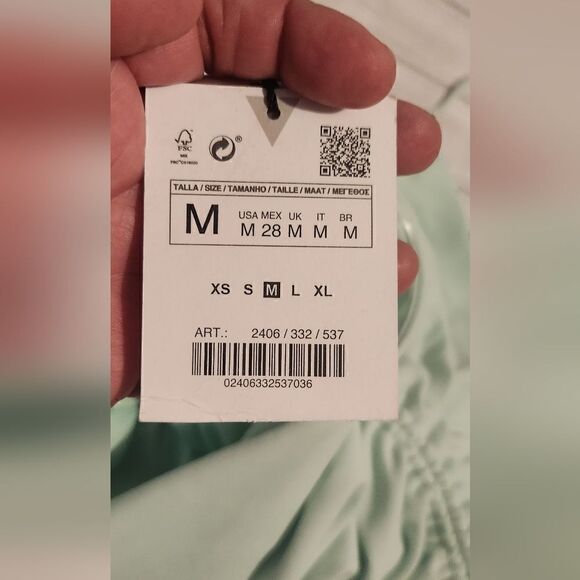 FSC
MIX
®
TALLA / SIZE / TAMANHO / TAILLE / MAAT / ΜΕΓΕΘΟΣ
M
USA MEX UK IT BR
M 28 M M M
XS S M L XL
ART.: 2406 / 332 / 537
02406332537036